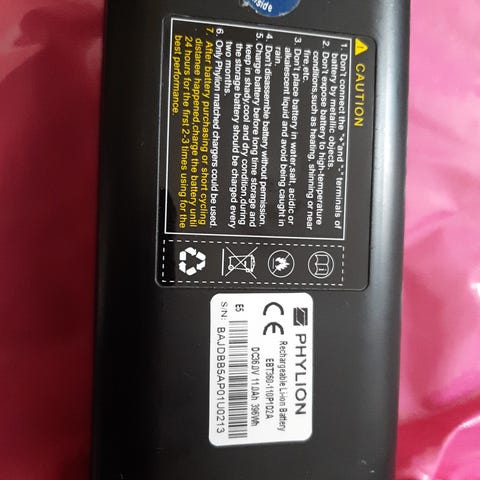 nside
CAUTION
1. Don't connect the "+"and "-" terminals of
battery by metallic objects.
2. Don't expose battery to high-temperature
conditions,such as heating, shinning or near
fire,etc.
3. Don't place battery in water,salt, acidic or
alkalescent liquid and avoid being caught in
rain.
4. Don't disassemble battery without permission.
5. Charge battery before long time storage and
keep in shady,cool and dry condition,during
the storage battery should be charged every
two months.
6. Only Phylion matched chargers could be used.
7. After battery purchasing or short cycling
distanee happened,charge the battery until
24 hours for the first 2-3 times using for the
best performance.
PHYLION
CE
Rechargeable Li-ion Battery
EBT360-110P1D2A
DC36.0V 11.0Ah 396Wh
E5
S/N: BAJDBB5AP01U0213